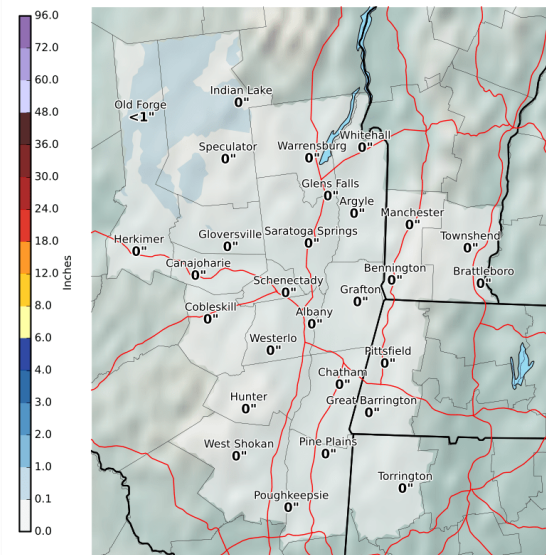 96.0
72.0
60.0
48.0
36.0
30.0
24.0
18.0
12.0
8.0
6.0
4.0
3.0
2.0
1.0
0.1
0.0
Inches
Indian Lake
0"
Old Forge
<1"
Whitehall
0"
Speculator
0"
Warrensburg
0"
Glens Falls
0"
Argyle
0"
Manchester
0"
Herkimer
0"
Gloversville
0"
Saratoga Springs
0"
Townshend
0"
Canajoharie
0"
Bennington
0"
Brattleboro
0"
Schenectady
0"
Grafton
0"
Cobleskill
0"
Albany
0"
Westerlo
0"
Pittsfield
0"
Chatham
0"
Hunter
0"
Great Barrington
0"
West Shokan
0"
Pine Plains
0"
Torrington
0"
Poughkeepsie
0"